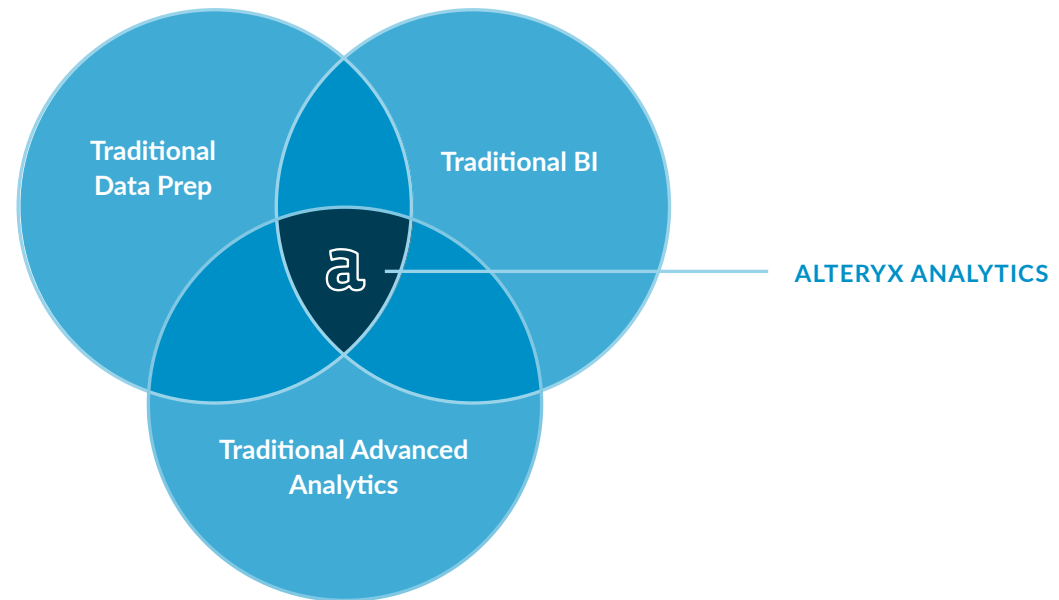 Traditional
Data Prep
Traditional BI
a
ALTERYX ANALYTICS
Traditional Advanced
Analytics